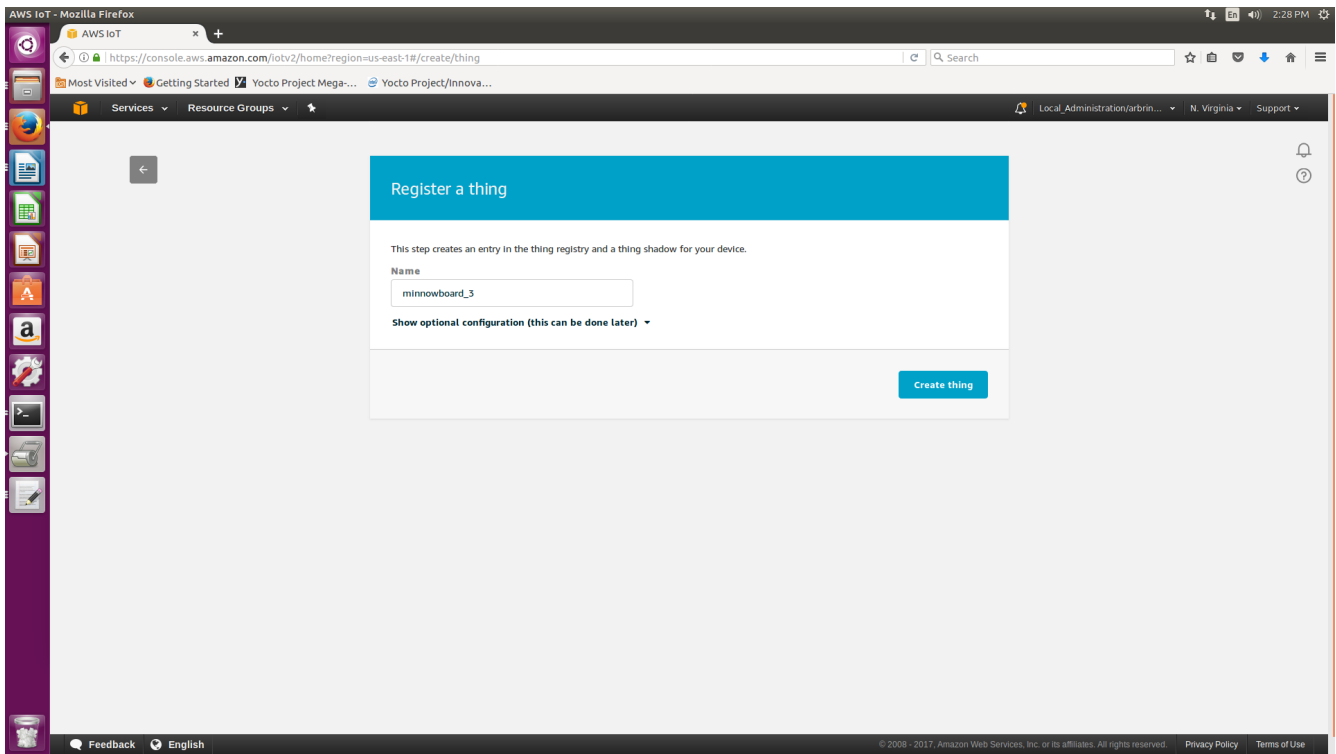 AWS IoT - Mozilla Firefox
En
2:28 PM
AWS IoT
https://console.aws.amazon.com/iotv2/home?region=us-east-1#/create/thing
Search
Most Visited
Getting Started
Yocto Project Mega-...
Yocto Project/Innova...
Services
Resource Groups
Local_Administration/arbrin...
N. Virginia
Support
Register a thing
This step creates an entry in the thing registry and a thing shadow for your device.
Name
minnowboard_3
Show optional configuration (this can be done later)
Create thing
Feedback
English
© 2008 - 2017, Amazon Web Services, Inc. or its affiliates. All rights reserved.
Privacy Policy
Terms of Use